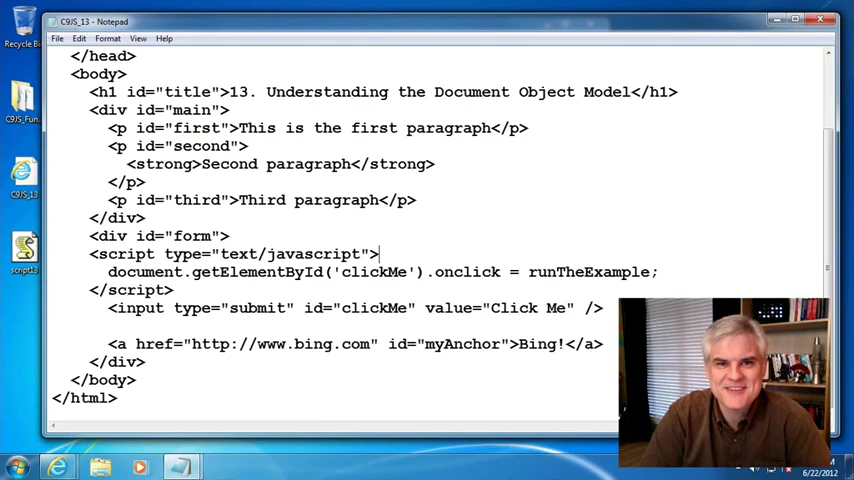 C9JS_13 - Notepad
File Edit Format View Help
</head>
<body>
<h1 id="title">13. Understanding the Document Object Model</h1>
<div id="main">
<p id="first">This is the first paragraph</p>
<p id="second">
<strong>Second paragraph</strong>
</p>
<p id="third">Third paragraph</p>
</div>
<div id="form">
<script type="text/javascript">
document.getElementById('clickMe').onclick = runTheExample;
</script>
<input type="submit" id="clickMe" value="Click Me" />
<a href="http://www.bing.com" id="myAnchor">Bing!</a>
</div>
</body>
</html>
Recycle Bi
C9JS_Fun...
C9JS_13
script13
6/22/2012